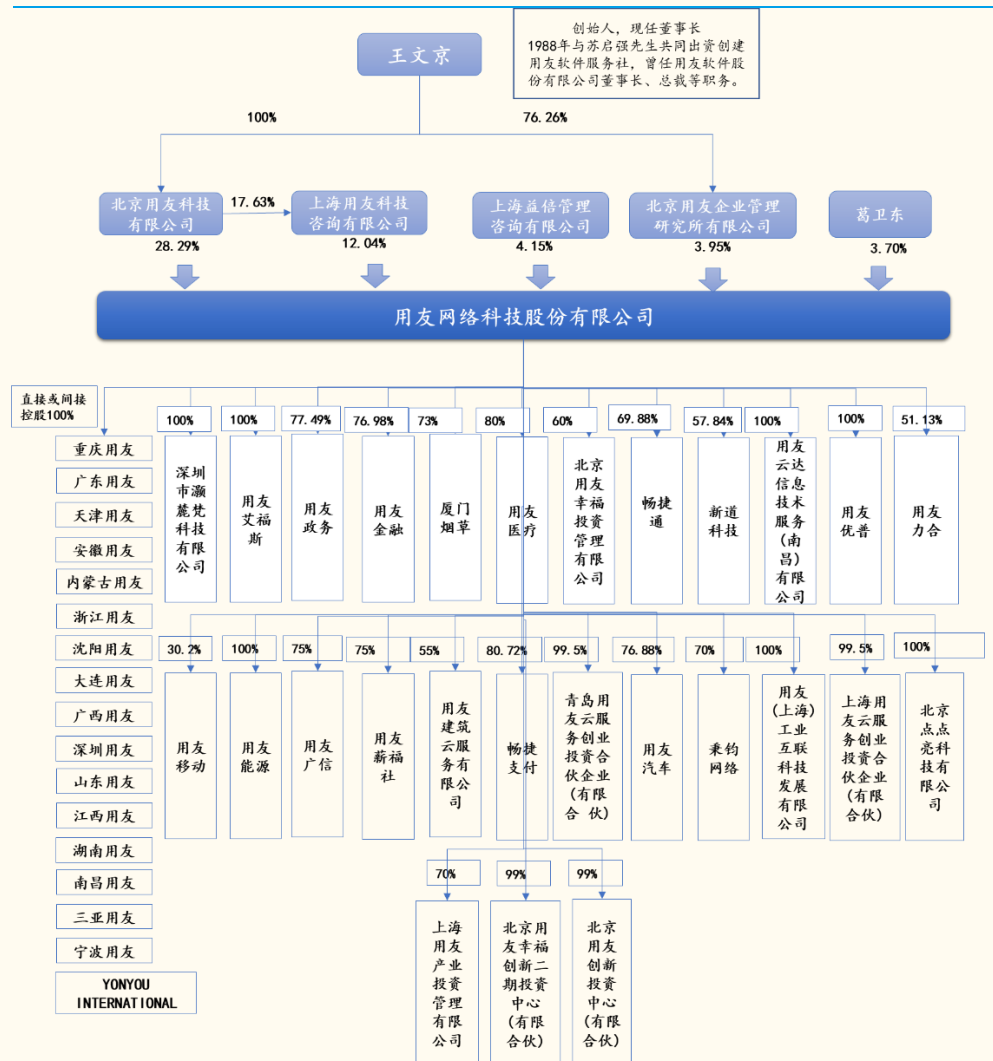 创始人，现任董事长
1988年与苏启强先生共同出资创建
用友软件服务社，曾任用友软件股
份有限公司董事长、总裁等职务。
王文京
100%
76.26%
北京用友科技
有限公司
17.63%
上海用友科技
咨询有限公司
上海益倍管理
咨询有限公司
北京用友企业管理
研究所有限公司
葛卫东
28.29%
12.04%
4.15%
3.95%
3.70%
用友网络科技股份有限公司
直接或间接
控股100%
100%
100%
77.49%
76.98%
73%
80%
60%
69.88%
57.84%
100%
100%
51.13%
深圳
市灏
麓梵
科技
有限
公司
用友
艾福
斯
用友
政务
用友
金融
厦门
烟草
用友
医疗
北京
用友
幸福
投资
管理
有限
公司
畅捷
通
新道
科技
用友
云达
信息
技术
服务
(南
昌)
有限
公司
用友
优普
用友
力合
重庆用友
广东用友
天津用友
安徽用友
内蒙古用友
浙江用友
沈阳用友
大连用友
广西用友
深圳用友
山东用友
江西用友
湖南用友
南昌用友
三亚用友
宁波用友
YONYOU
INTERNATIONAL
30.2%
100%
75%
75%
55%
80.72%
99.5%
76.88%
70%
100%
99.5%
100%
用友
移动
用友
能源
用友
广信
用友
薪福
社
用友
建筑
云服
务有
限公
司
畅捷
支付
青岛用
友云服
务创业
投资合
伙企业
(有限
合 伙)
用友
汽车
秉钧
网络
用友
(上海)
工业
互联
科技
发展
有限
公司
上海用
友云服
务创业
投资合
伙企业
(有限
合伙)
北京
点点
亮科
技有
限公
司
70%
99%
99%
上海
用友
产业
投资
管理
有限
公司
北京用
友幸福
创新二
期投资
中心
(有限
合伙)
北京
用友
创新
投资
中心
(有限
合伙)